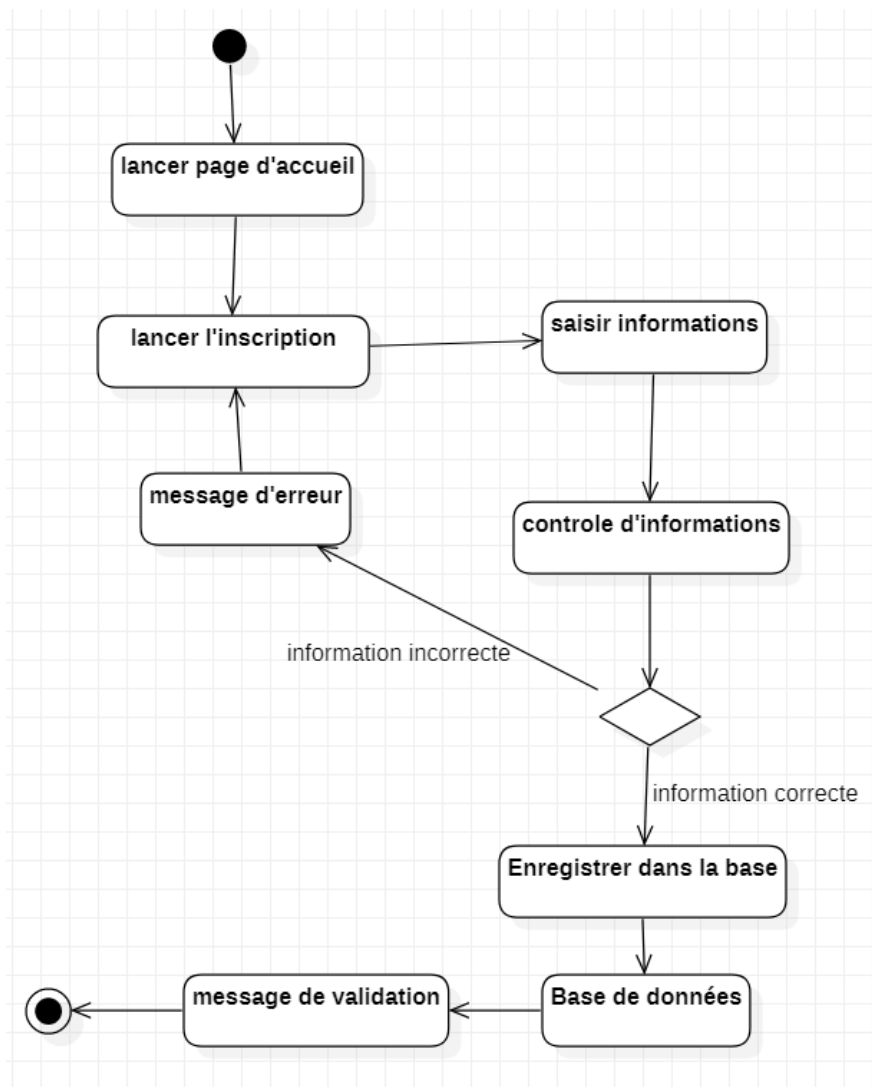 lancer page d'accueil
lancer l'inscription
saisir informations
message d'erreur
controle d'informations
information incorrecte
information correcte
Enregistrer dans la base
message de validation
Base de données